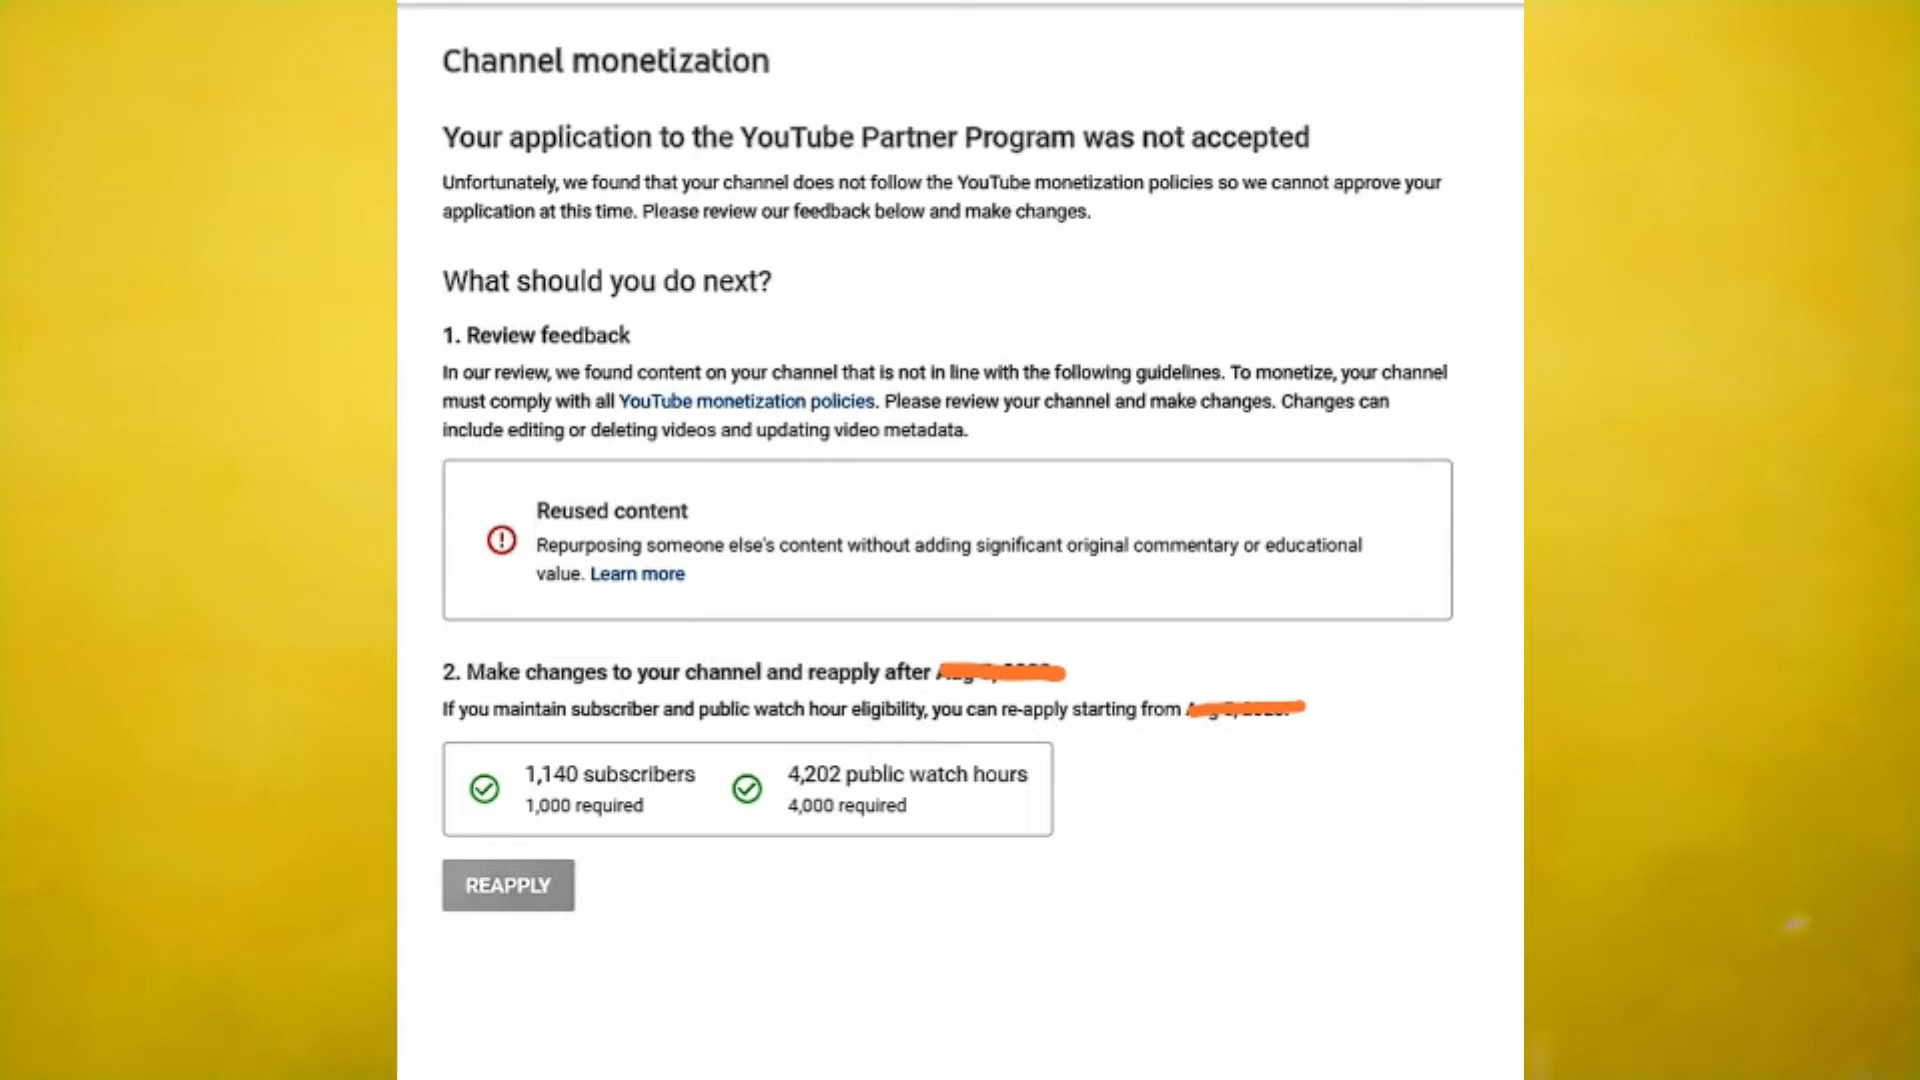 Channel monetization
Your application to the YouTube Partner Program was not accepted
Unfortunately, we found that your channel does not follow the YouTube monetization policies so we cannot approve your
application at this time. Please review our feedback below and make changes.
What should you do next?
1. Review feedback
In our review, we found content on your channel that is not in line with the following guidelines. To monetize, your channel
must comply with all YouTube monetization policies. Please review your channel and make changes. Changes can
include editing or deleting videos and updating video metadata.
Reused content
Repurposing someone else's content without adding significant original commentary or educational
value. Learn more
2. Make changes to your channel and reapply after
If you maintain subscriber and public watch hour eligibility, you can re-apply starting from
1,140 subscribers
1,000 required
4,202 public watch hours
4,000 required
REAPPLY